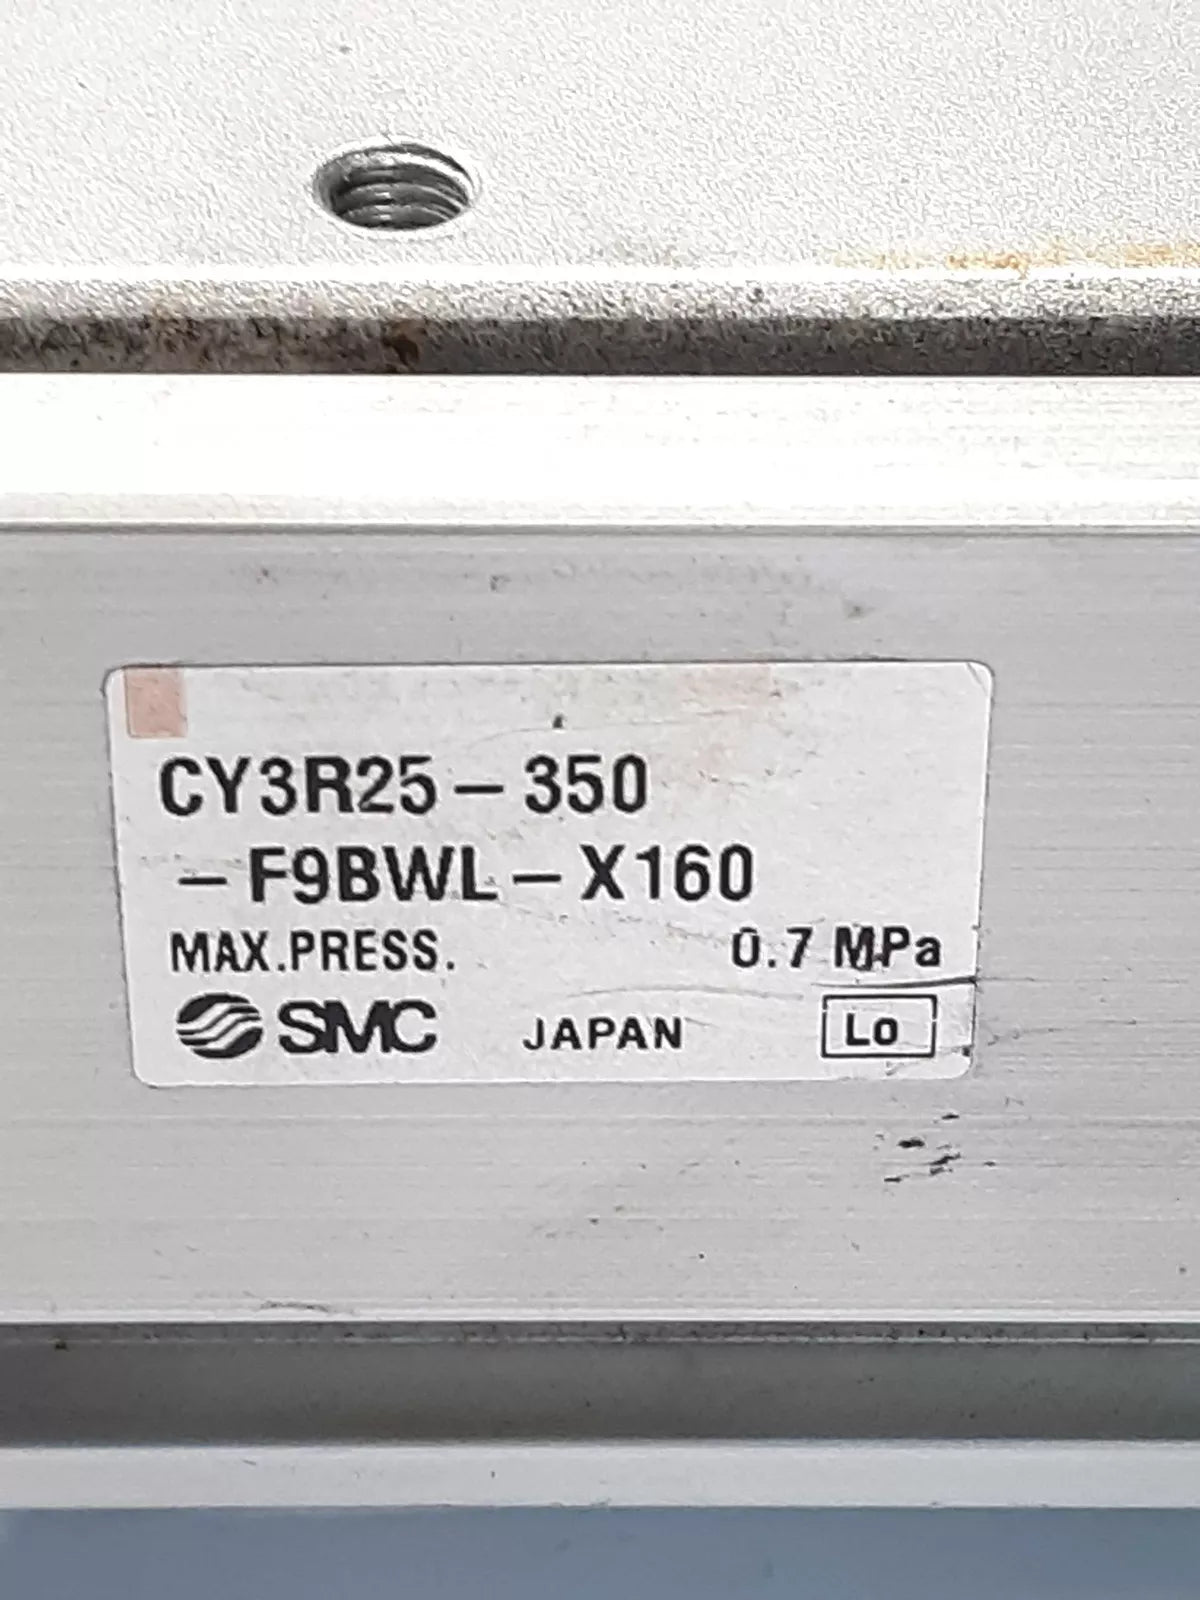 CY3R25-350
-F9BWL-X160
MAX.PRESS. 0.7 MPa
SMC JAPAN Lo